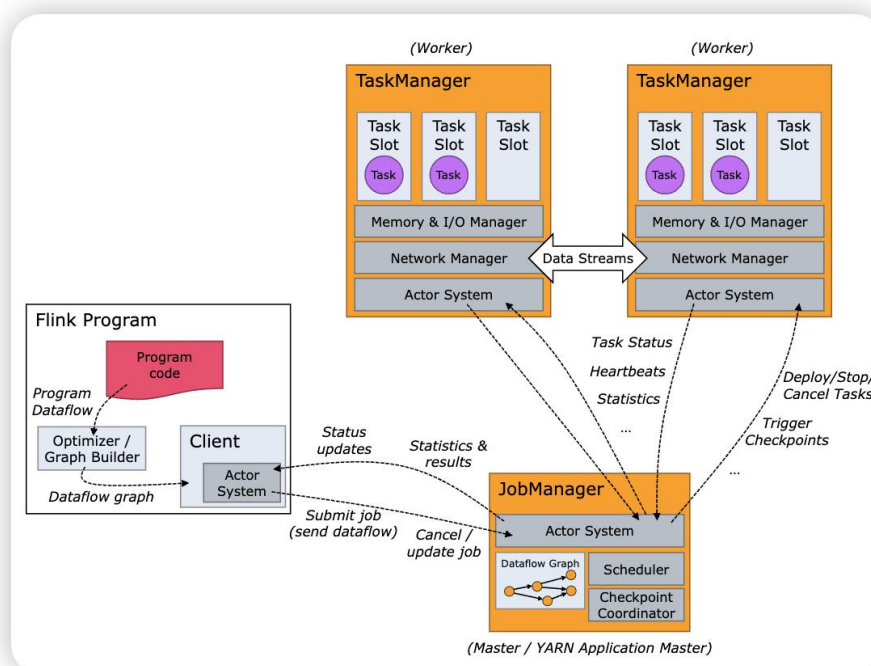 (Worker)
(Worker)
TaskManager
Task
Slot
Task
Task
Slot
Task
Task
Slot
Memory & I/O Manager
Network Manager
Actor System
Data Streams
TaskManager
Task
Slot
Task
Task
Slot
Task
Task
Slot
Memory & I/O Manager
Network Manager
Actor System
Flink Program
Program
code
Program
Dataflow
Optimizer /
Graph Builder
Dataflow graph
Client
Actor
System
Status
updates
Statistics &
results
Submit job
(send dataflow)
Cancel /
update job
Task Status
Heartbeats
Statistics
...
Deploy/Stop/
Cancel Tasks
Trigger
Checkpoints
...
JobManager
Actor System
Dataflow Graph
Scheduler
Checkpoint
Coordinator
(Master / YARN Application Master)